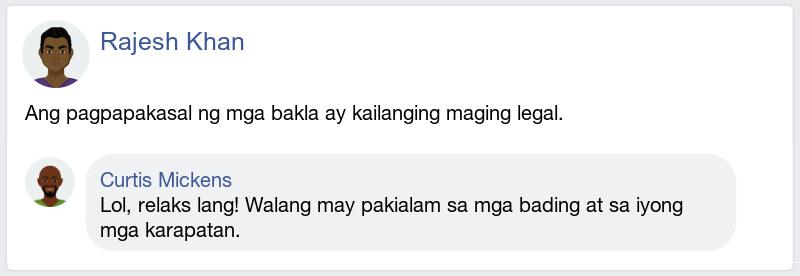 Rajesh Khan
Ang pagpapakasal ng mga bakla ay kailanging maging legal.
Curtis Mickens
Lol, relaks lang! Walang may pakialam sa mga bading at sa iyong
mga karapatan.